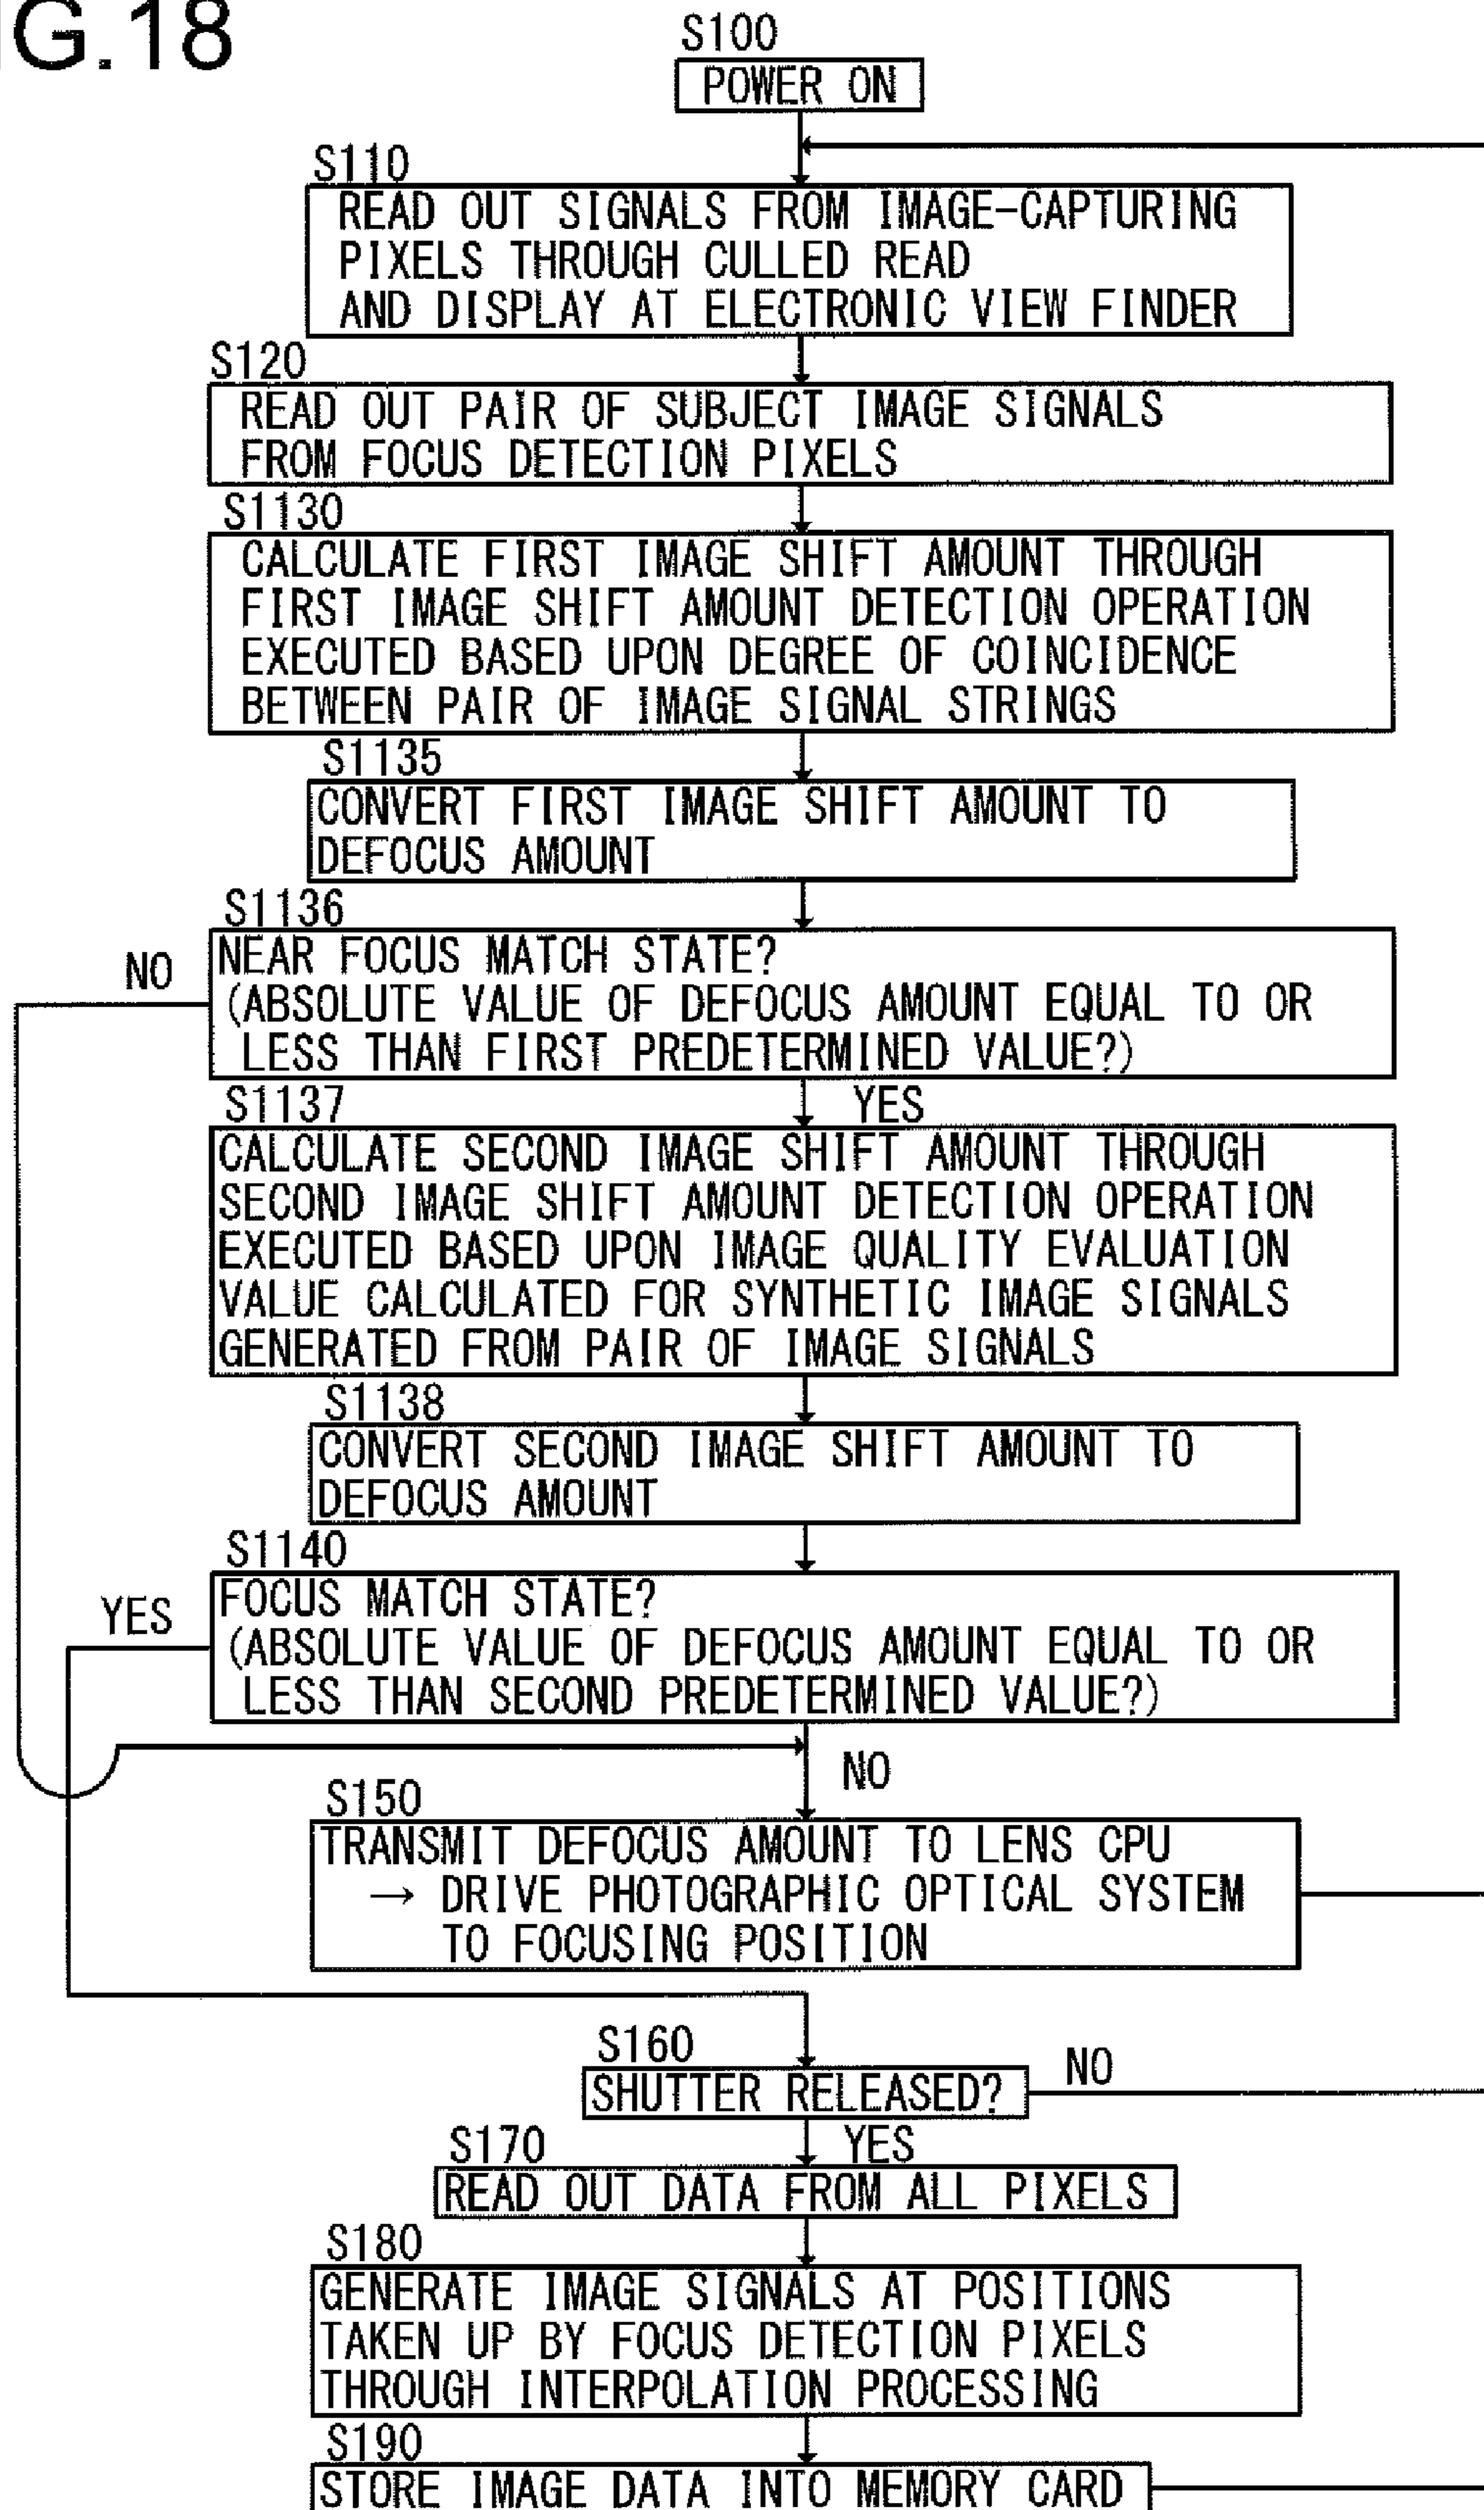 IG.18
S100
POWER ON
S110
READ OUT SIGNALS FROM IMAGE-CAPTURING
PIXELS THROUGH CULLED READ
AND DISPLAY AT ELECTRONIC VIEW FINDER
S120
READ OUT PAIR OF SUBJECT IMAGE SIGNALS
FROM FOCUS DETECTION PIXELS
S1130
CALCULATE FIRST IMAGE SHIFT AMOUNT THROUGH
FIRST IMAGE SHIFT AMOUNT DETECTION OPERATION
EXECUTED BASED UPON DEGREE OF COINCIDENCE
BETWEEN PAIR OF IMAGE SIGNAL STRINGS
S1135
CONVERT FIRST IMAGE SHIFT AMOUNT TO
DEFOCUS AMOUNT
S1136
NO
NEAR FOCUS MATCH STATE?
(ABSOLUTE VALUE OF DEFOCUS AMOUNT EQUAL TO OR
LESS THAN FIRST PREDETERMINED VALUE?)
S1137
YES
CALCULATE SECOND IMAGE SHIFT AMOUNT THROUGH
SECOND IMAGE SHIFT AMOUNT DETECTION OPERATION
EXECUTED BASED UPON IMAGE QUALITY EVALUATION
VALUE CALCULATED FOR SYNTHETIC IMAGE SIGNALS
GENERATED FROM PAIR OF IMAGE SIGNALS
S1138
CONVERT SECOND IMAGE SHIFT AMOUNT TO
DEFOCUS AMOUNT
S1140
YES
FOCUS MATCH STATE?
(ABSOLUTE VALUE OF DEFOCUS AMOUNT EQUAL TO OR
LESS THAN SECOND PREDETERMINED VALUE?)
NO
S150
TRANSMIT DEFOCUS AMOUNT TO LENS CPU
→ DRIVE PHOTOGRAPHIC OPTICAL SYSTEM
TO FOCUSING POSITION
S160
SHUTTER RELEASED?
NO
S170
YES
READ OUT DATA FROM ALL PIXELS
S180
GENERATE IMAGE SIGNALS AT POSITIONS
TAKEN UP BY FOCUS DETECTION PIXELS
THROUGH INTERPOLATION PROCESSING
S190
STORE IMAGE DATA INTO MEMORY CARD